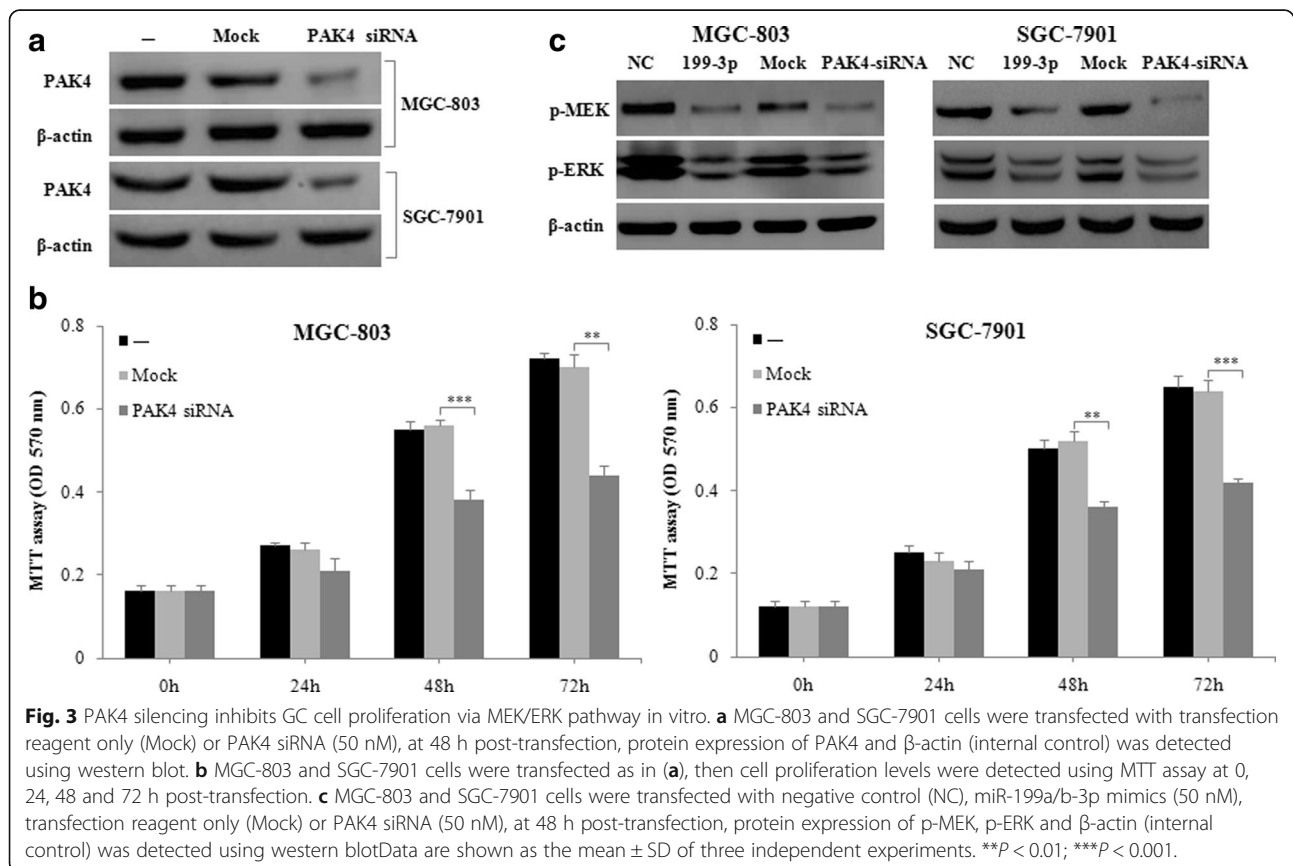 a
— Mock PAK4 siRNA
PAK4
β-actin
MGC-803
PAK4
β-actin
SGC-7901
c
MGC-803
NC 199-3p Mock PAK4-siRNA
p-MEK
p-ERK
β-actin
SGC-7901
NC 199-3p Mock PAK4-siRNA
b
MGC-803
MTT assay (OD 570 nm)
0.8
0.6
0.4
0.2
0
—
Mock
PAK4 siRNA
***
**
0h 24h 48h 72h
SGC-7901
MTT assay (OD 570 nm)
0.8
0.6
0.4
0.2
0
—
Mock
PAK4 siRNA
**
***
0h 24h 48h 72h
Fig. 3 PAK4 silencing inhibits GC cell proliferation via MEK/ERK pathway in vitro. a MGC-803 and SGC-7901 cells were transfected with transfection
reagent only (Mock) or PAK4 siRNA (50 nM), at 48 h post-transfection, protein expression of PAK4 and β-actin (internal control) was detected
using western blot. b MGC-803 and SGC-7901 cells were transfected as in (a), then cell proliferation levels were detected using MTT assay at 0,
24, 48 and 72 h post-transfection. c MGC-803 and SGC-7901 cells were transfected with negative control (NC), miR-199a/b-3p mimics (50 nM),
transfection reagent only (Mock) or PAK4 siRNA (50 nM), at 48 h post-transfection, protein expression of p-MEK, p-ERK and β-actin (internal
control) was detected using western blotData are shown as the mean ± SD of three independent experiments. **P < 0.01; ***P < 0.001.